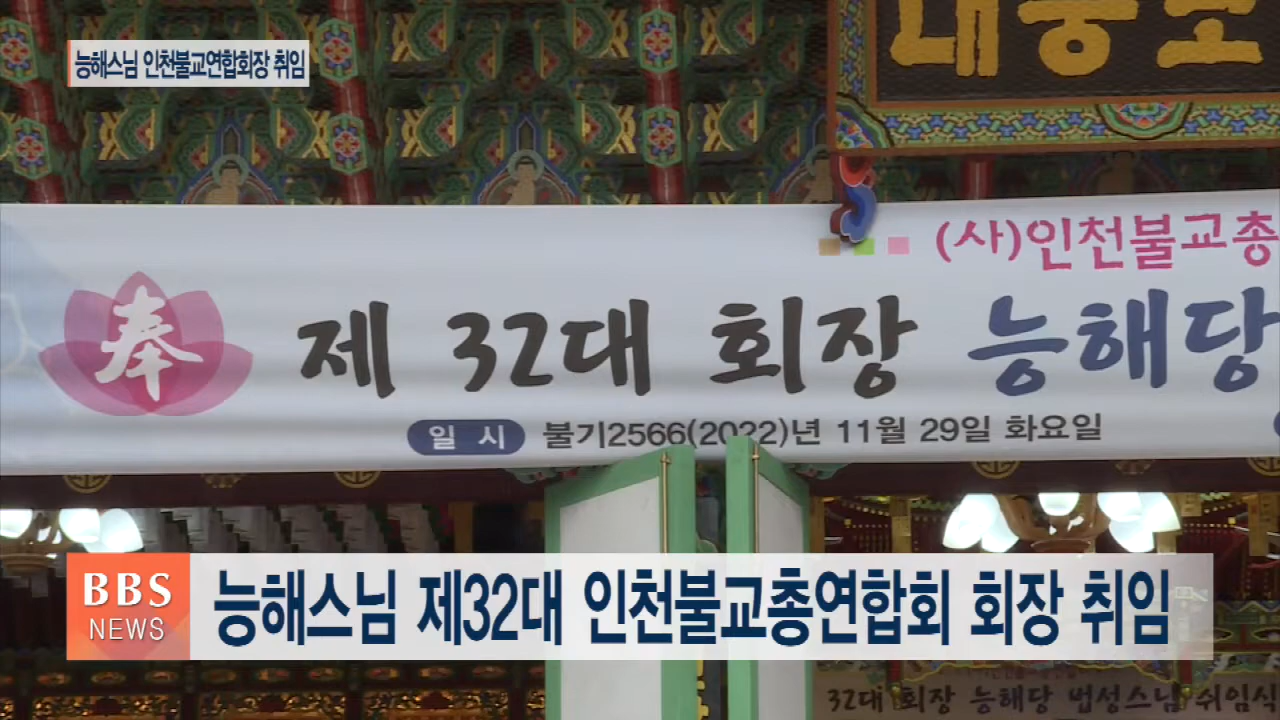 능해스님 인천불교연합회장 취임
대웅보
(사)인천불교총
奉
제 32대 회장 능해당
일 시 불기2566(2022)년 11월 29일 화요일
BBS NEWS
능해스님 제32대 인천불교총연합회 회장 취임
32대 회장 능해당 법성스님 취임식